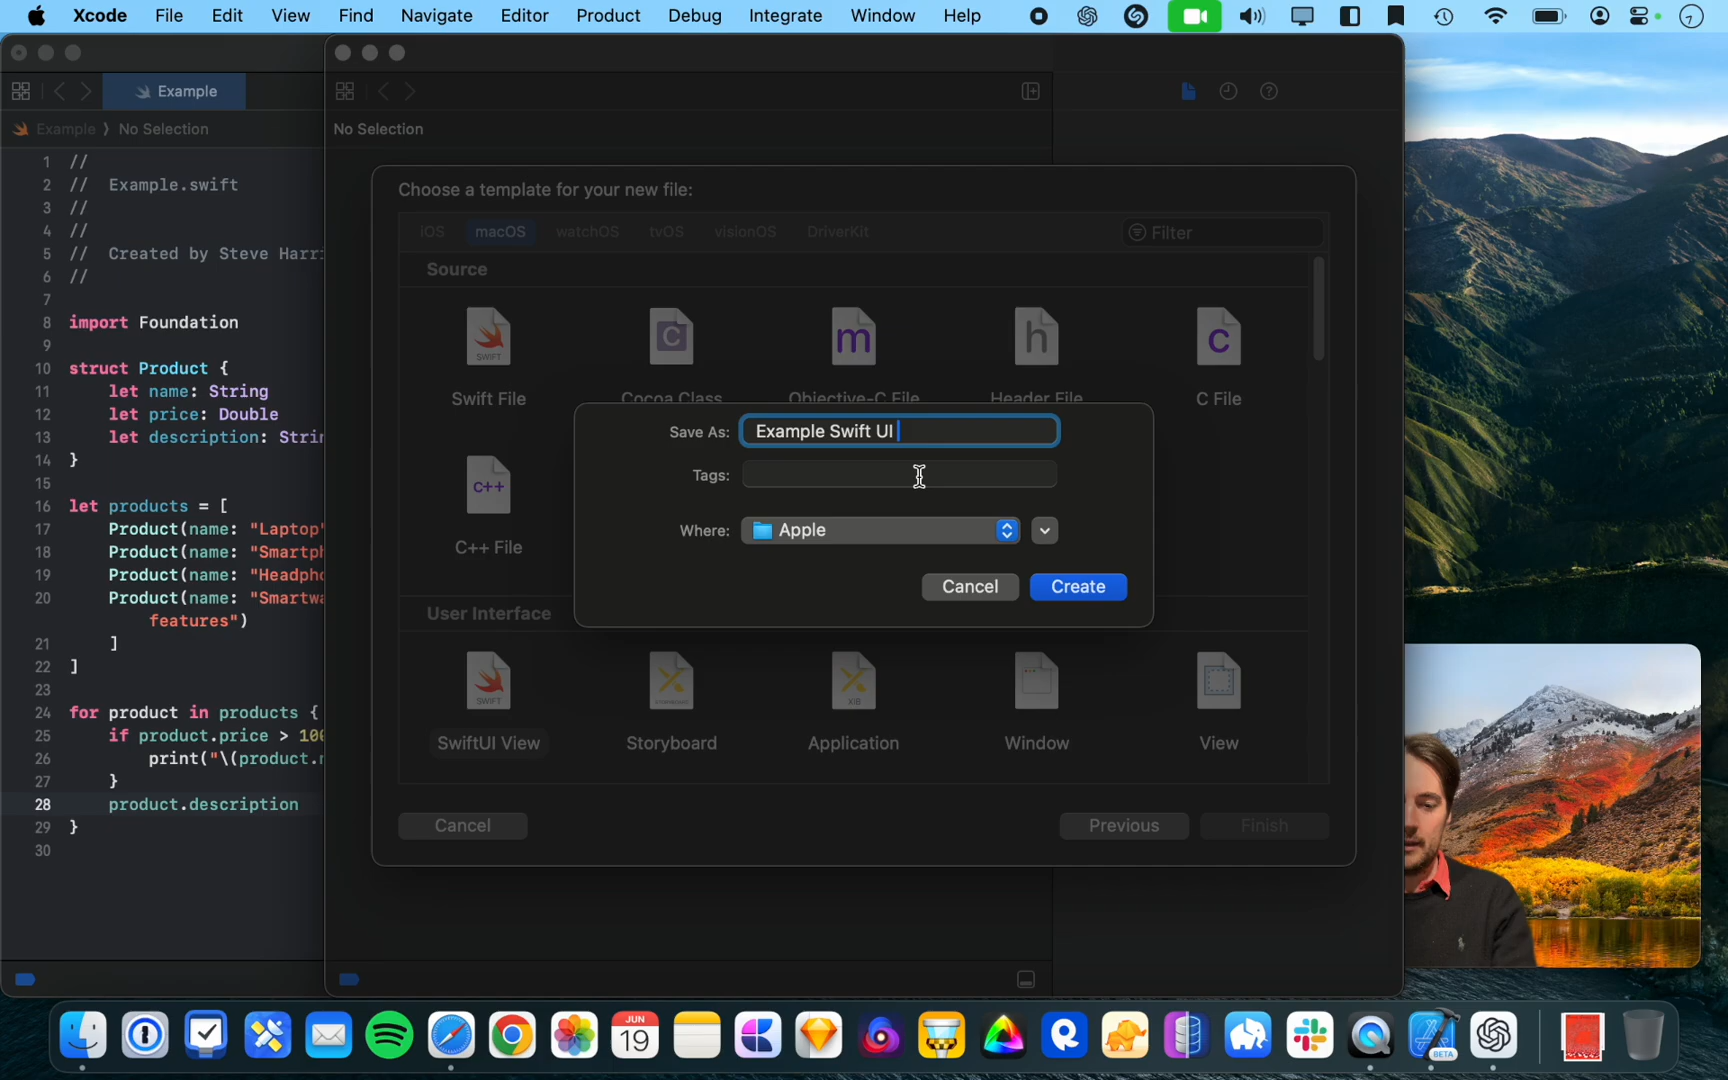 Xcode File Edit View Find Navigate Editor Product Debug Integrate Window Help
Example
Example No Selection
1 //
2 // Example.swift
3 //
4 //
5 // Created by Steve Harri
6 //
7
8 import Foundation
9
10 struct Product {
11 let name: String
12 let price: Double
13 let description: Strin
14 }
15
16 let products = [
17 Product(name: "Laptop"
18 Product(name: "Smartph
19 Product(name: "Headpho
20 Product(name: "Smartwa
features")
21 ]
22 ]
23
24 for product in products {
25 if product.price > 100
26 print("\(product.n
27 }
28 product.description
29 }
30
No Selection
Choose a template for your new file:
iOS macOS watchOS tvOS visionOS DriverKit
Filter
Source
SWIFT C m h c
Swift File Cocoa Class Objective-C File Header File C File
C++
C++ File
Save As: Example Swift UI
Tags:
Where: Apple
Cancel Create
User Interface
SWIFT STORYBOARD XIB
SwiftUI View Storyboard Application Window View
Cancel Previous Finish
JUN
19
BETA